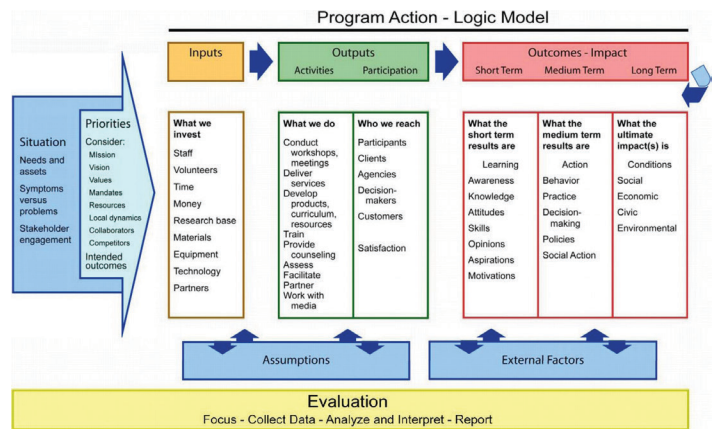 Program Action - Logic Model
Inputs
Outputs
Activities
Participation
Outcomes - Impact
Short Term
Medium Term
Long Term
Situation
Needs and
assets
Symptoms
versus
problems
Stakeholder
engagement
Priorities
Consider:
Mission
Vision
Values
Mandates
Resources
Local dynamics
Collaborators
Competitors
Intended
outcomes
What we
invest
Staff
Volunteers
Time
Money
Research base
Materials
Equipment
Technology
Partners
What we do
Conduct
workshops,
meetings
Deliver
services
Develop
products,
curriculum,
resources
Train
Provide
counseling
Assess
Facilitate
Partner
Work with
media
Who we reach
Participants
Clients
Agencies
Decision-
makers
Customers
Satisfaction
What the
short term
results are
Learning
Awareness
Knowledge
Attitudes
Skills
Opinions
Aspirations
Motivations
What the
medium term
results are
Action
Behavior
Practice
Decision-
making
Policies
Social Action
What the
ultimate
impact(s) is
Conditions
Social
Economic
Civic
Environmental
Assumptions
External Factors
Evaluation
Focus - Collect Data - Analyze and Interpret - Report